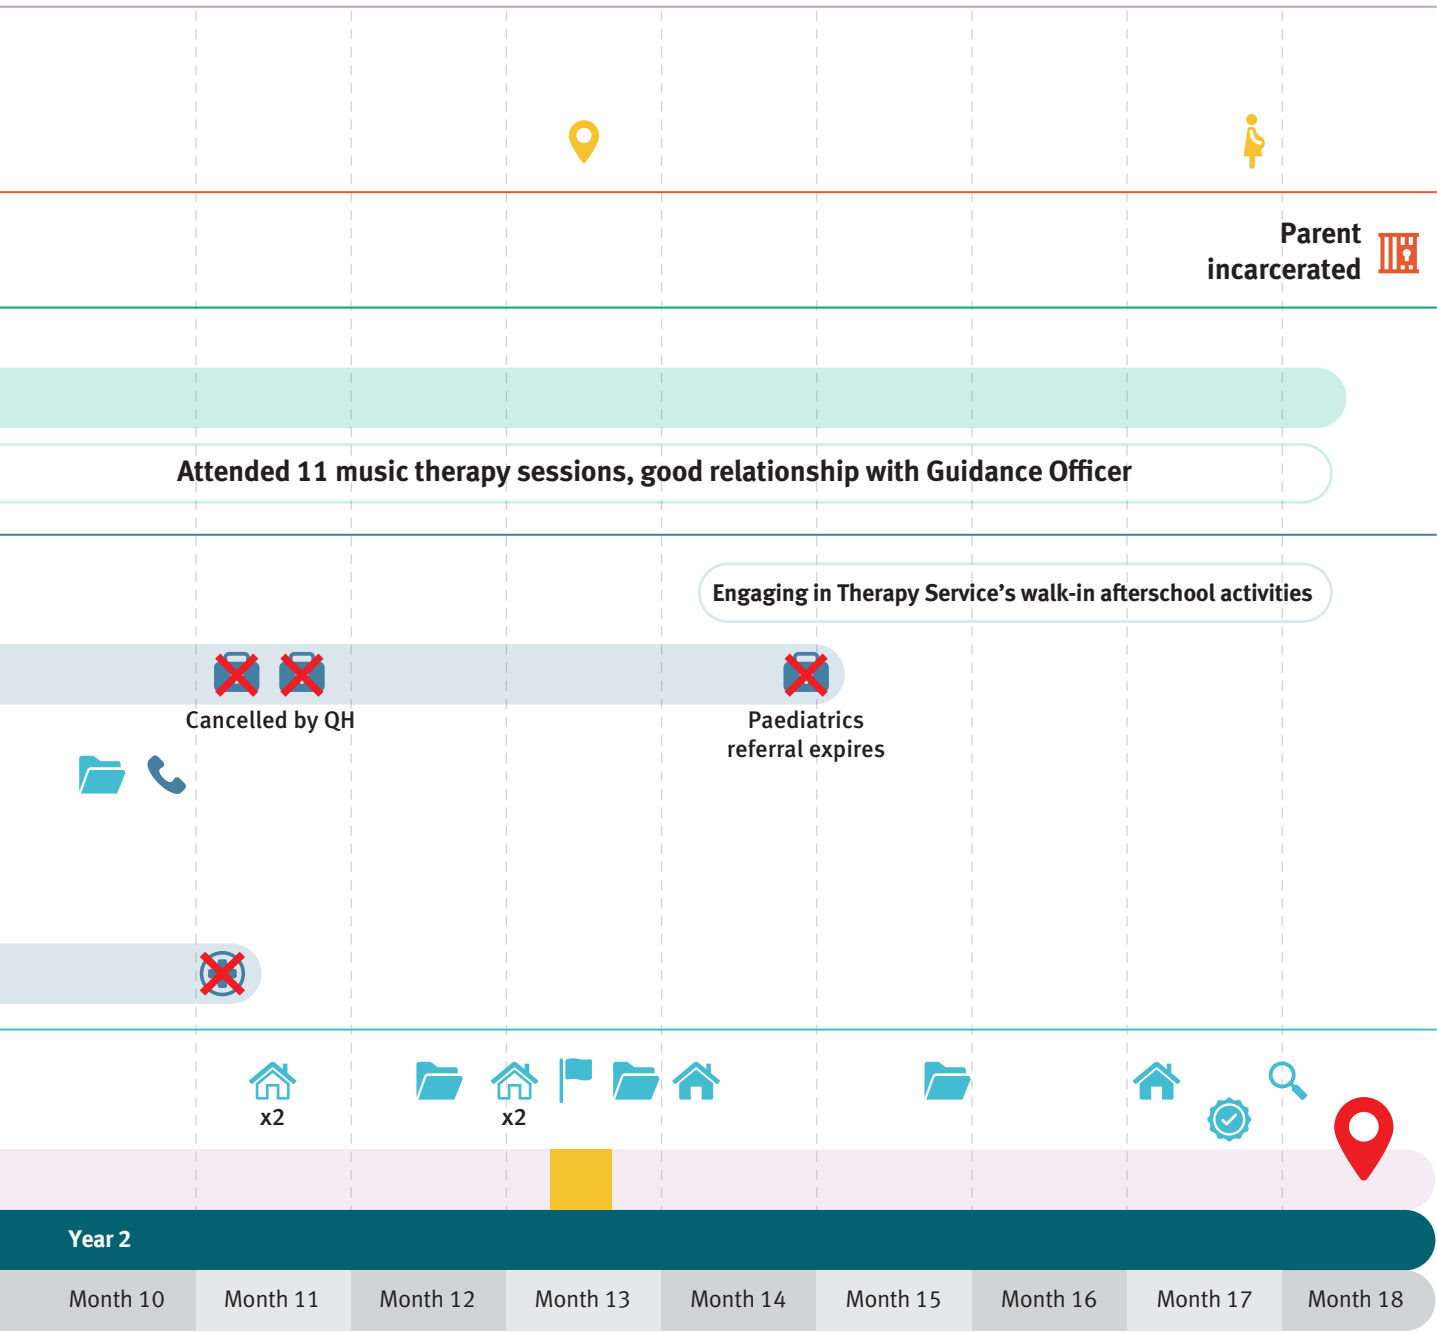 Parent
incarcerated
Attended 11 music therapy sessions, good relationship with Guidance Officer
Engaging in Therapy Service’s walk-in afterschool activities
Cancelled by QH
Paediatrics
referral expires
x2
x2
Year 2
Month 10
Month 11
Month 12
Month 13
Month 14
Month 15
Month 16
Month 17
Month 18